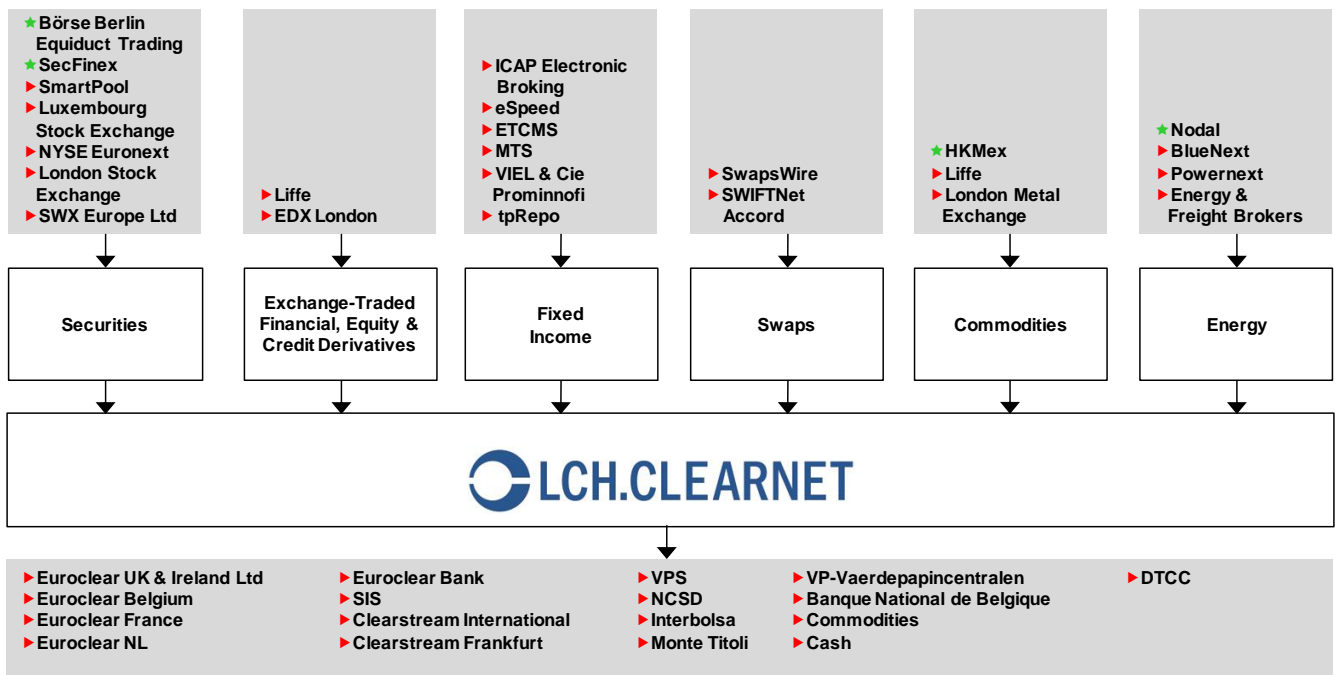 Börse Berlin
Equiduct Trading
SecFinex
SmartPool
Luxembourg
Stock Exchange
NYSE Euronext
London Stock
Exchange
SWX Europe Ltd
Liffe
EDX London
ICAP Electronic
Broking
eSpeed
ETCMS
MTS
VIEL & Cie
Prominnofi
tpRepo
SwapsWire
SWIFTNet
Accord
HKMex
Liffe
London Metal
Exchange
Nodal
BlueNext
Powernext
Energy &
Freight Brokers
Securities
Exchange-Traded
Financial, Equity &
Credit Derivatives
Fixed
Income
Swaps
Commodities
Energy
LCH.CLEARNET
Euroclear UK & Ireland Ltd
Euroclear Belgium
Euroclear France
Euroclear NL
Euroclear Bank
SIS
Clearstream International
Clearstream Frankfurt
VPS
NCSD
Interbolsa
Monte Titoli
VP-Vaerdepapincentralen
Banque National de Belgique
Commodities
Cash
DTCC